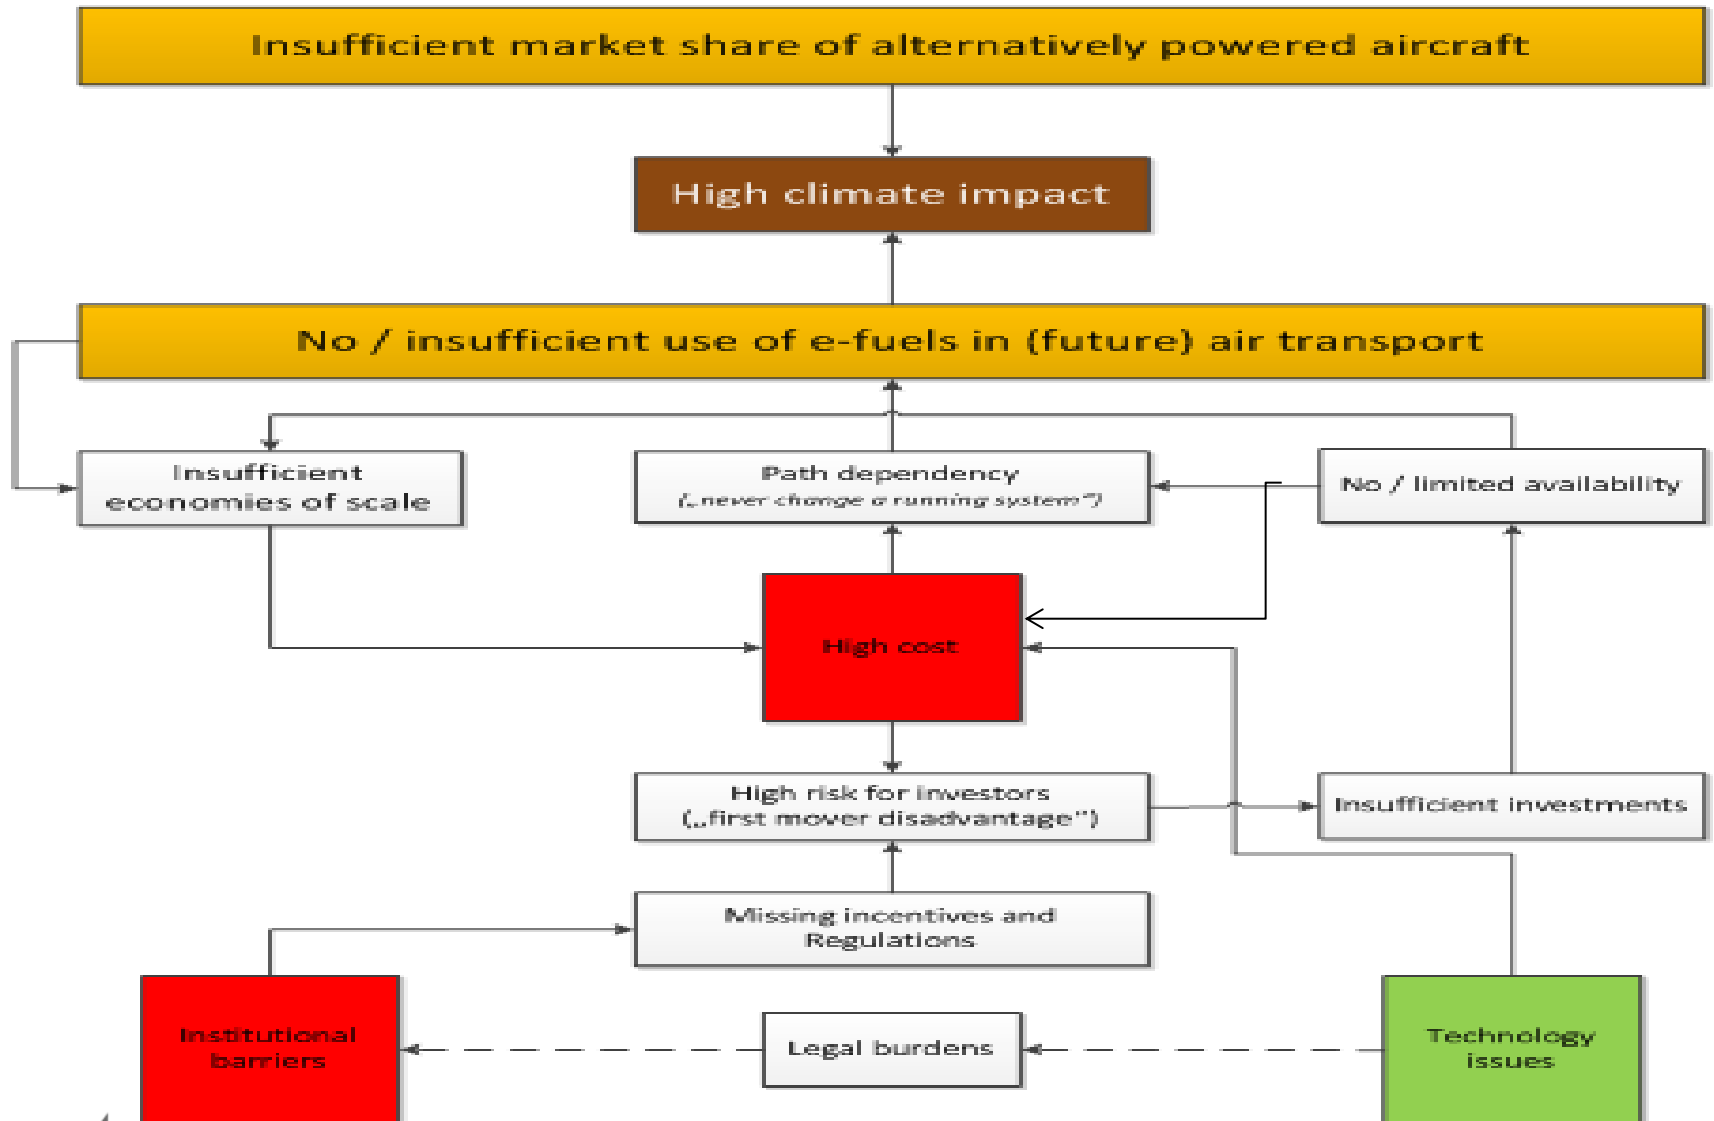 Insufficient market share of alternatively powered aircraft
High climate impact
No / insufficient use of e-fuels in (future) air transport
Insufficient
economies of scale
Path dependency
(„never change a running system")
No / limited availability
High cost
High risk for investors
(„first mover disadvantage")
Insufficient investments
Missing incentives and
Regulations
Institutional
barriers
Legal burdens
Technology
issues